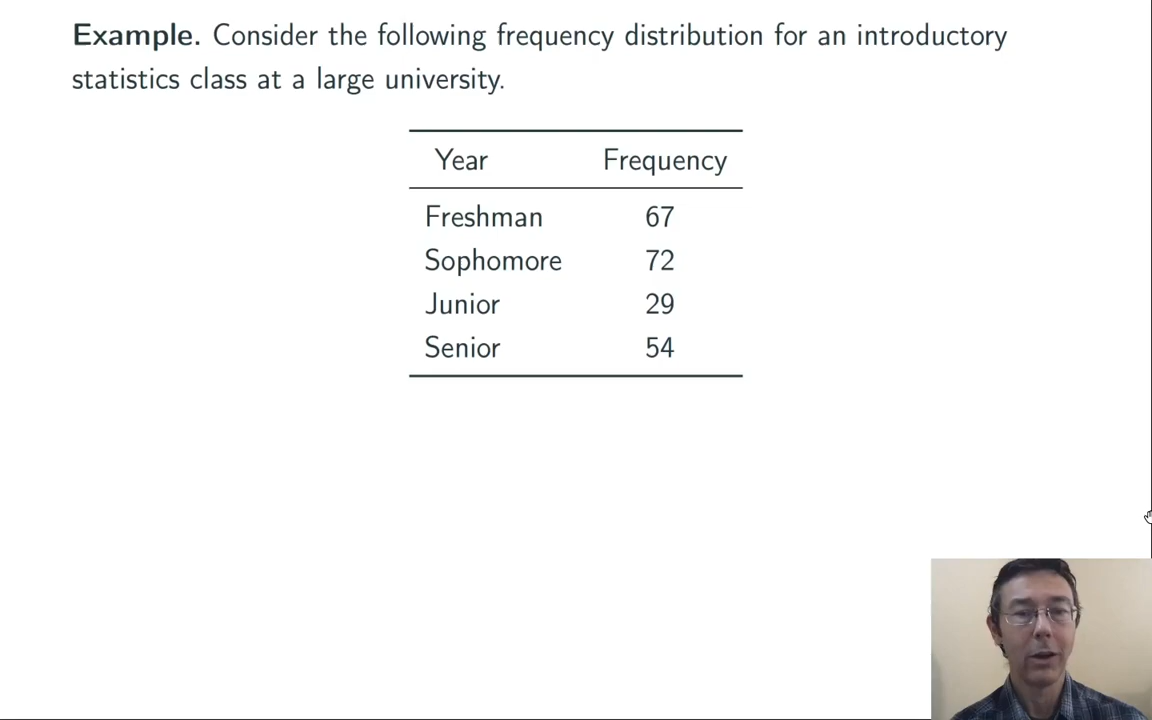 Example. Consider the following frequency distribution for an introductory
statistics class at a large university.
Year Frequency
Freshman 67
Sophomore 72
Junior 29
Senior 54